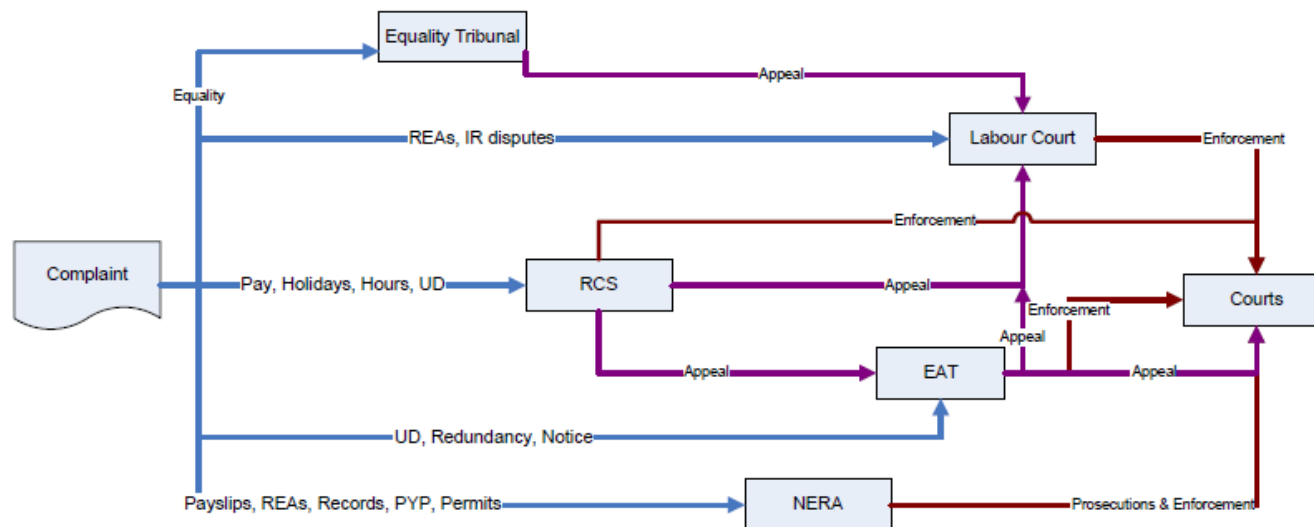 Equality Tribunal
Appeal
Equality
REAs, IR disputes
Labour Court
Enforcement
Enforcement
Complaint
Pay, Holidays, Hours, UD
RCS
Appeal
Courts
Enforcement
Appeal
Appeal
EAT
Appeal
UD, Redundancy, Notice
Payslips, REAs, Records, PYP, Permits
NERA
Prosecutions & Enforcement